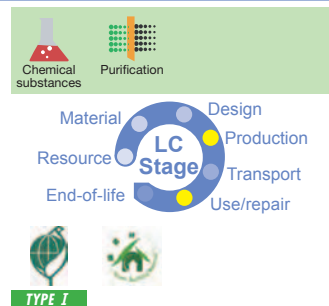 Chemical
substances
Purification
Design
Material
Production
LC
Stage
Resource
Transport
End-of-life
Use/repair
TYPE I